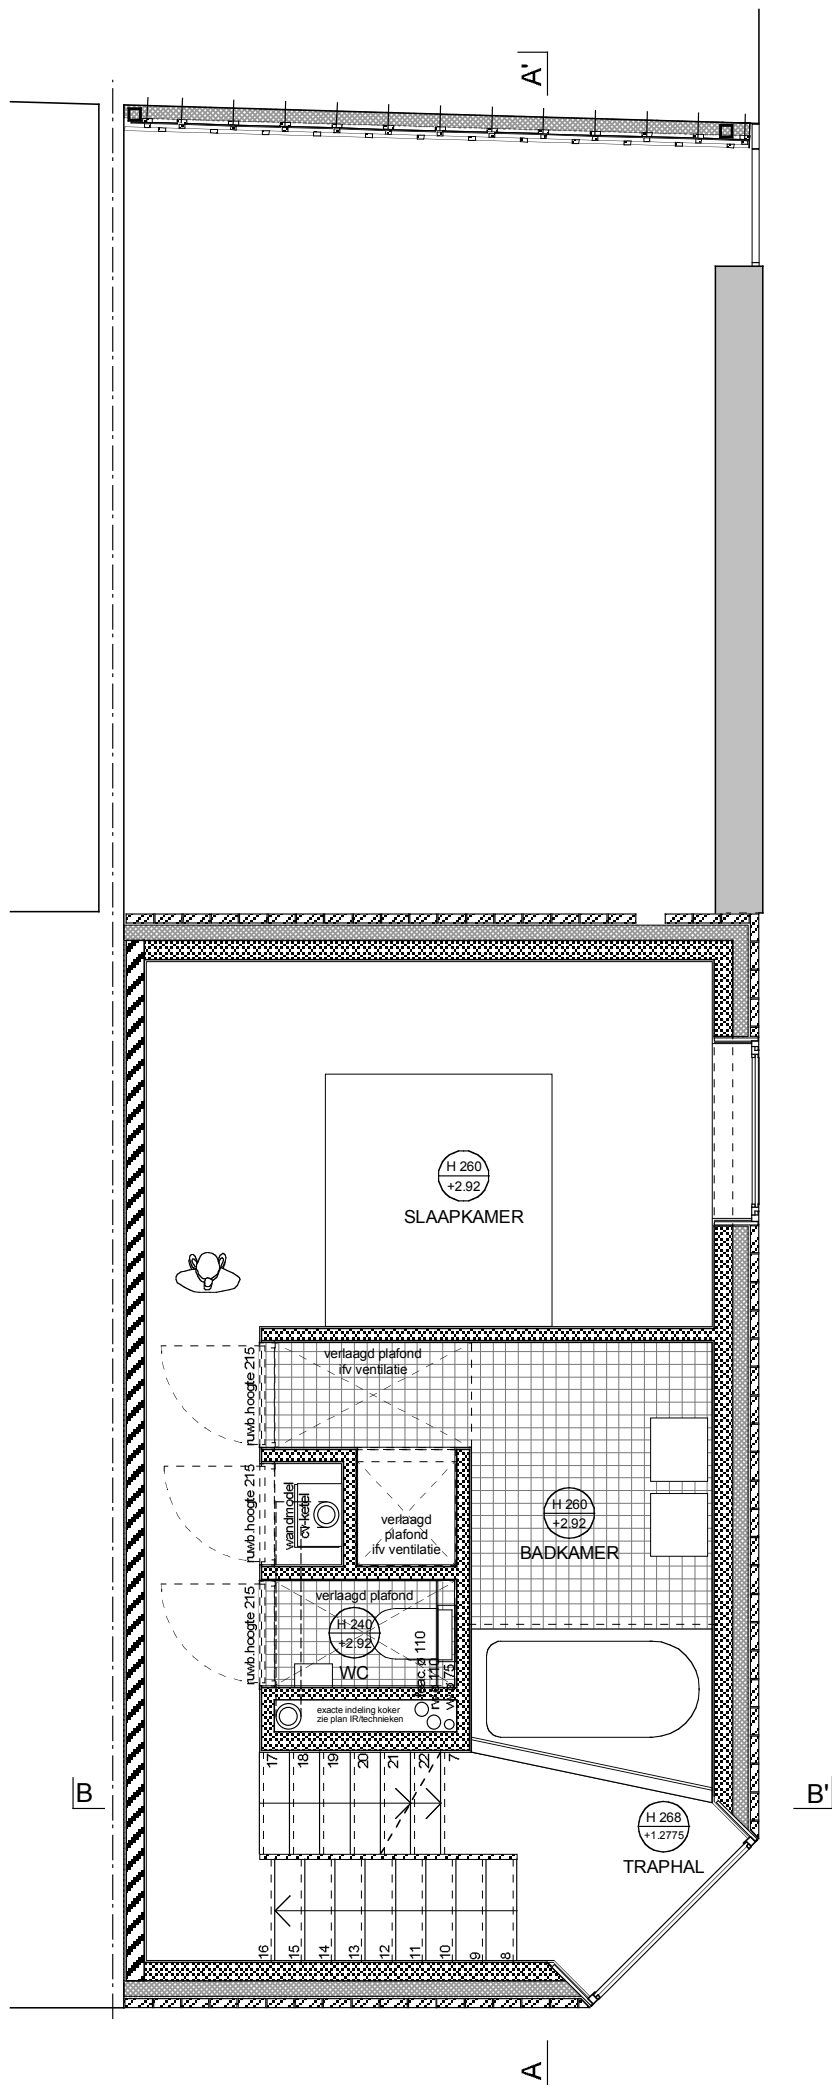 A'
H 260
+2.92
SLAAPKAMER
ruwb.hoogte 215
verlaagd plafond
ifv ventilatie
ruwb.hoogte 215
wandmodel
cv-ketel
verlaagd
plafond
ifv ventilatie
H 260
+2.92
BADKAMER
ruwb.hoogte 215
verlaagd plafond
H 240
+2.92
WC
110
75
exacte indeling koker
zie plan IR/technieken
17
18
19
20
21
22
7
B
B'
H 268
+1.2775
TRAPHAL
16
15
14
13
12
11
10
9
8
A